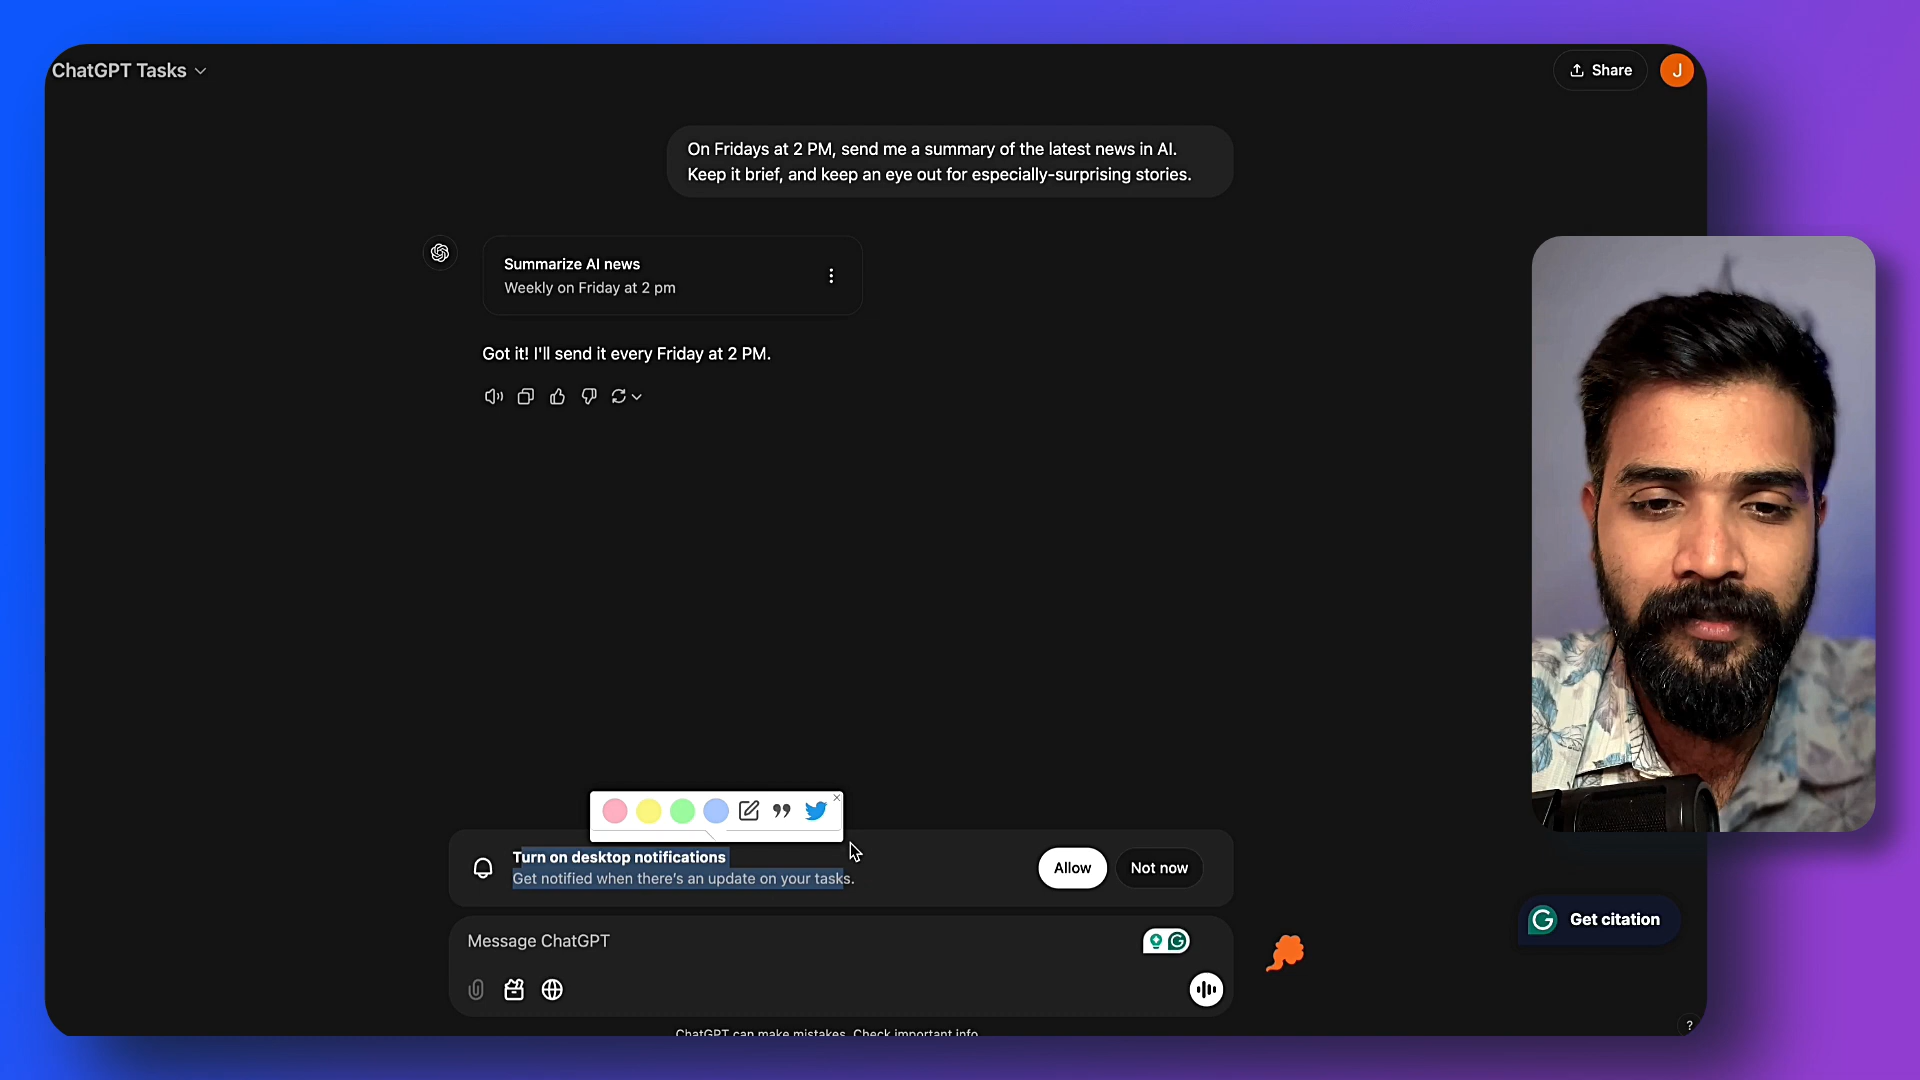 ChatGPT Tasks
Share
J
On Fridays at 2 PM, send me a summary of the latest news in AI.
Keep it brief, and keep an eye out for especially-surprising stories.
Summarize AI news
Weekly on Friday at 2 pm
Got it! I'll send it every Friday at 2 PM.
Turn on desktop notifications
Get notified when there's an update on your tasks.
Allow
Not now
Get citation
Message ChatGPT
ChatGPT can make mistakes. Check important info.
?